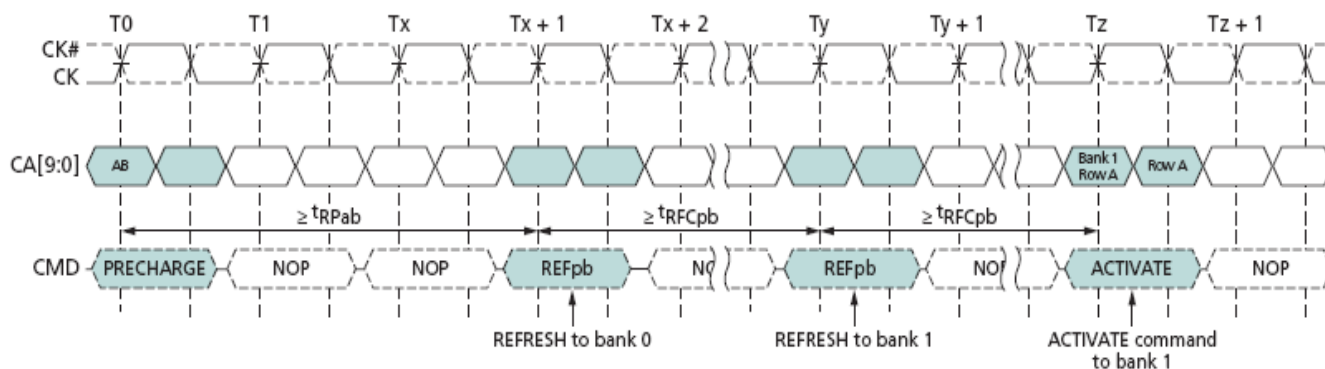 T0 T1 Tx Tx + 1 Tx + 2 Ty Ty + 1 Tz Tz + 1
CK#
CK
CA[9:0] AB Bank 1 Row A Row A
≥ tRPab ≥ tRFCpb ≥ tRFCpb
CMD PRECHARGE NOP NOP REFpb REFpb ACTIVATE NOP
REFRESH to bank 0 REFRESH to bank 1 ACTIVATE command
to bank 1